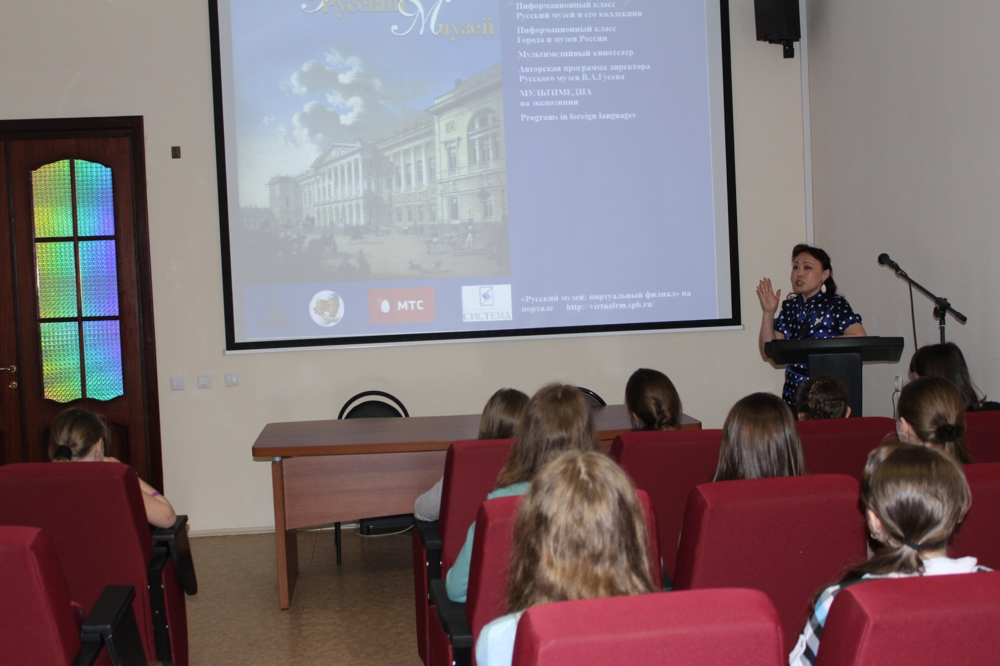 Русский
Музей
Информационный класс
Русский музей и его коллекции
Информационный класс
Города и музеи России
Мультимедийный кинотеатр
Авторская программа директора
Русского музея В.А.Гусева
МУЛЬТИМЕДИА
на экспозиции
Programs in foreign languages
МТС
СИСТЕМА
«Русский музей: виртуальный филиал» на
портале http://virtualrm.spb.ru/